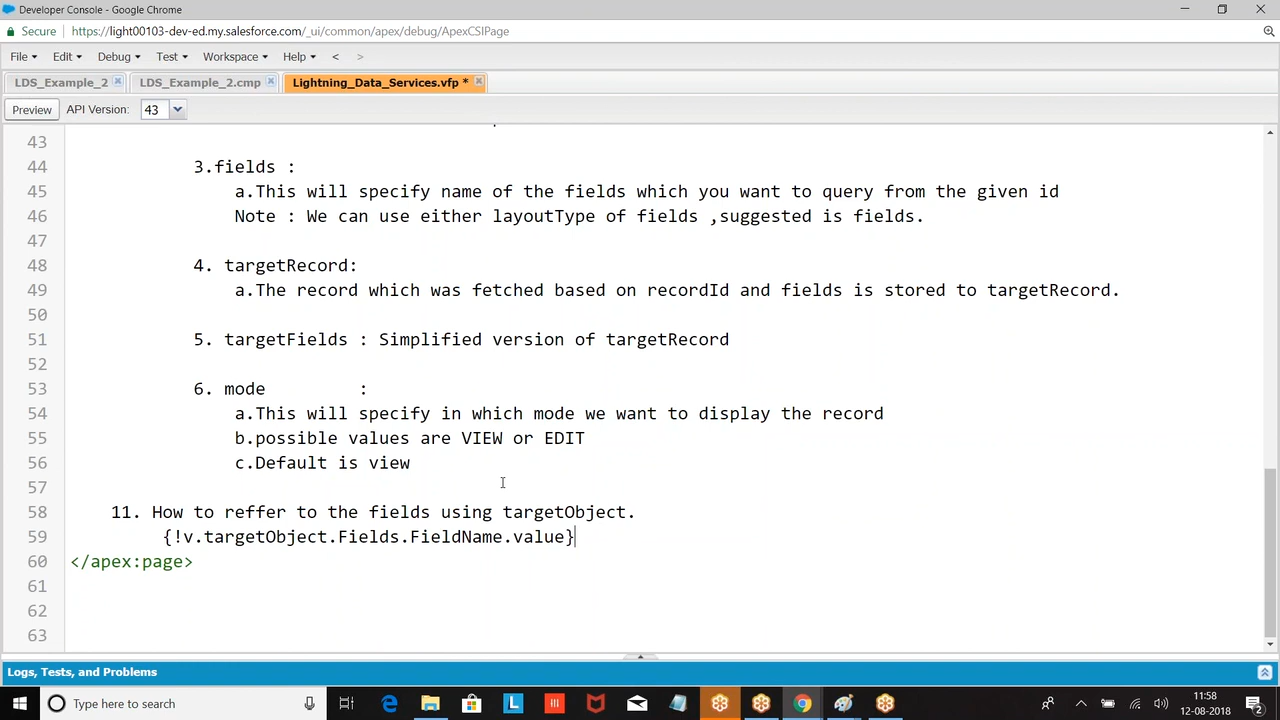 Developer Console - Google Chrome
Secure https://light00103-dev-ed.my.salesforce.com/_ui/common/apex/debug/ApexCSIPage
File Edit Debug Test Workspace Help < >
LDS_Example_2 LDS_Example_2.cmp Lightning_Data_Services.vfp *
Preview API Version: 43
43
44 3.fields :
45 a.This will specify name of the fields which you want to query from the given id
46 Note : We can use either layoutType of fields ,suggested is fields.
47
48 4. targetRecord:
49 a.The record which was fetched based on recordId and fields is stored to targetRecord.
50
51 5. targetFields : Simplified version of targetRecord
52
53 6. mode :
54 a.This will specify in which mode we want to display the record
55 b.possible values are VIEW or EDIT
56 c.Default is view
57
58 11. How to reffer to the fields using targetObject.
59 {!v.targetObject.Fields.FieldName.value}
60 </apex:page>
61
62
63
Logs, Tests, and Problems
Type here to search
11:58
12-08-2018
2